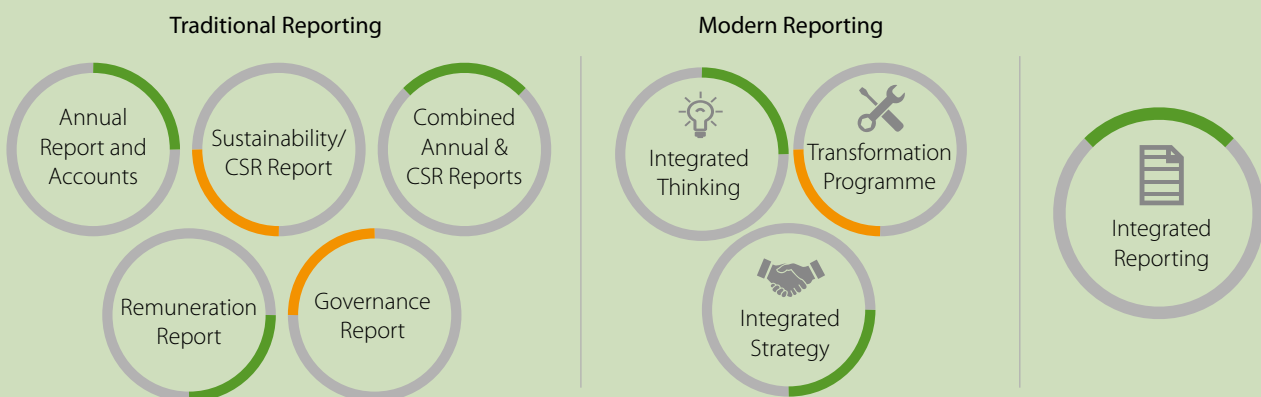 Traditional Reporting
Annual
Report and
Accounts
Sustainability/
CSR Report
Combined
Annual &
CSR Reports
Remuneration
Report
Governance
Report
Modern Reporting
Integrated
Thinking
Transformation
Programme
Integrated
Strategy
Integrated
Reporting